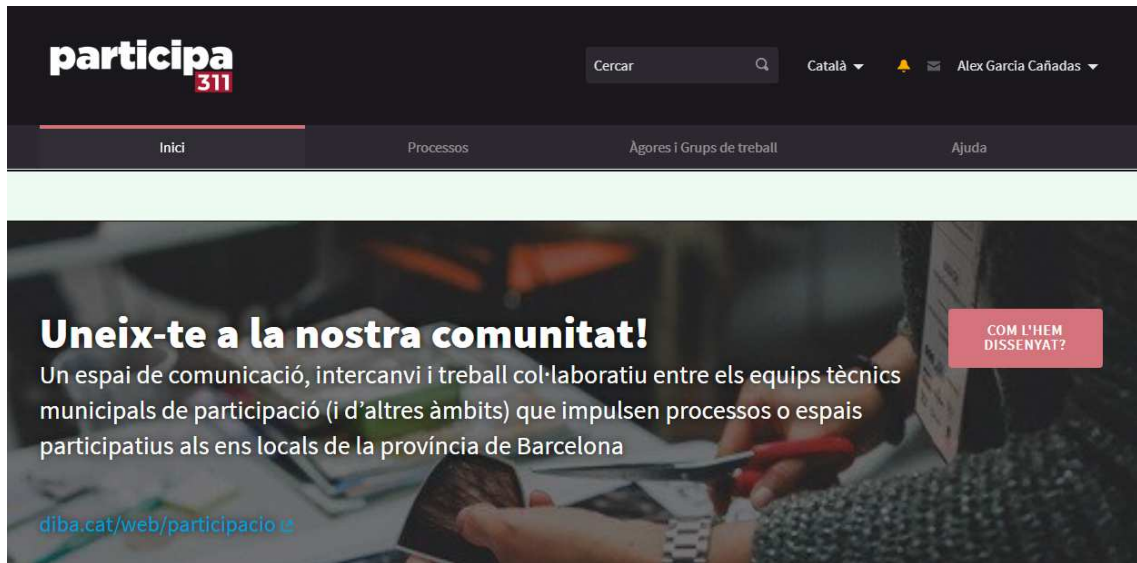 participa
311
Cercar
Català
Alex Garcia Cañadas
Inici
Processos
Àgores i Grups de treball
Ajuda
Uneix-te a la nostra comunitat!
COM L'HEM
DISSENYAT?
Un espai de comunicació, intercanvi i treball col·laboratiu entre els equips tècnics
municipals de participació (i d'altres àmbits) que impulsen processos o espais
participatius als ens locals de la província de Barcelona
diba.cat/web/participacio